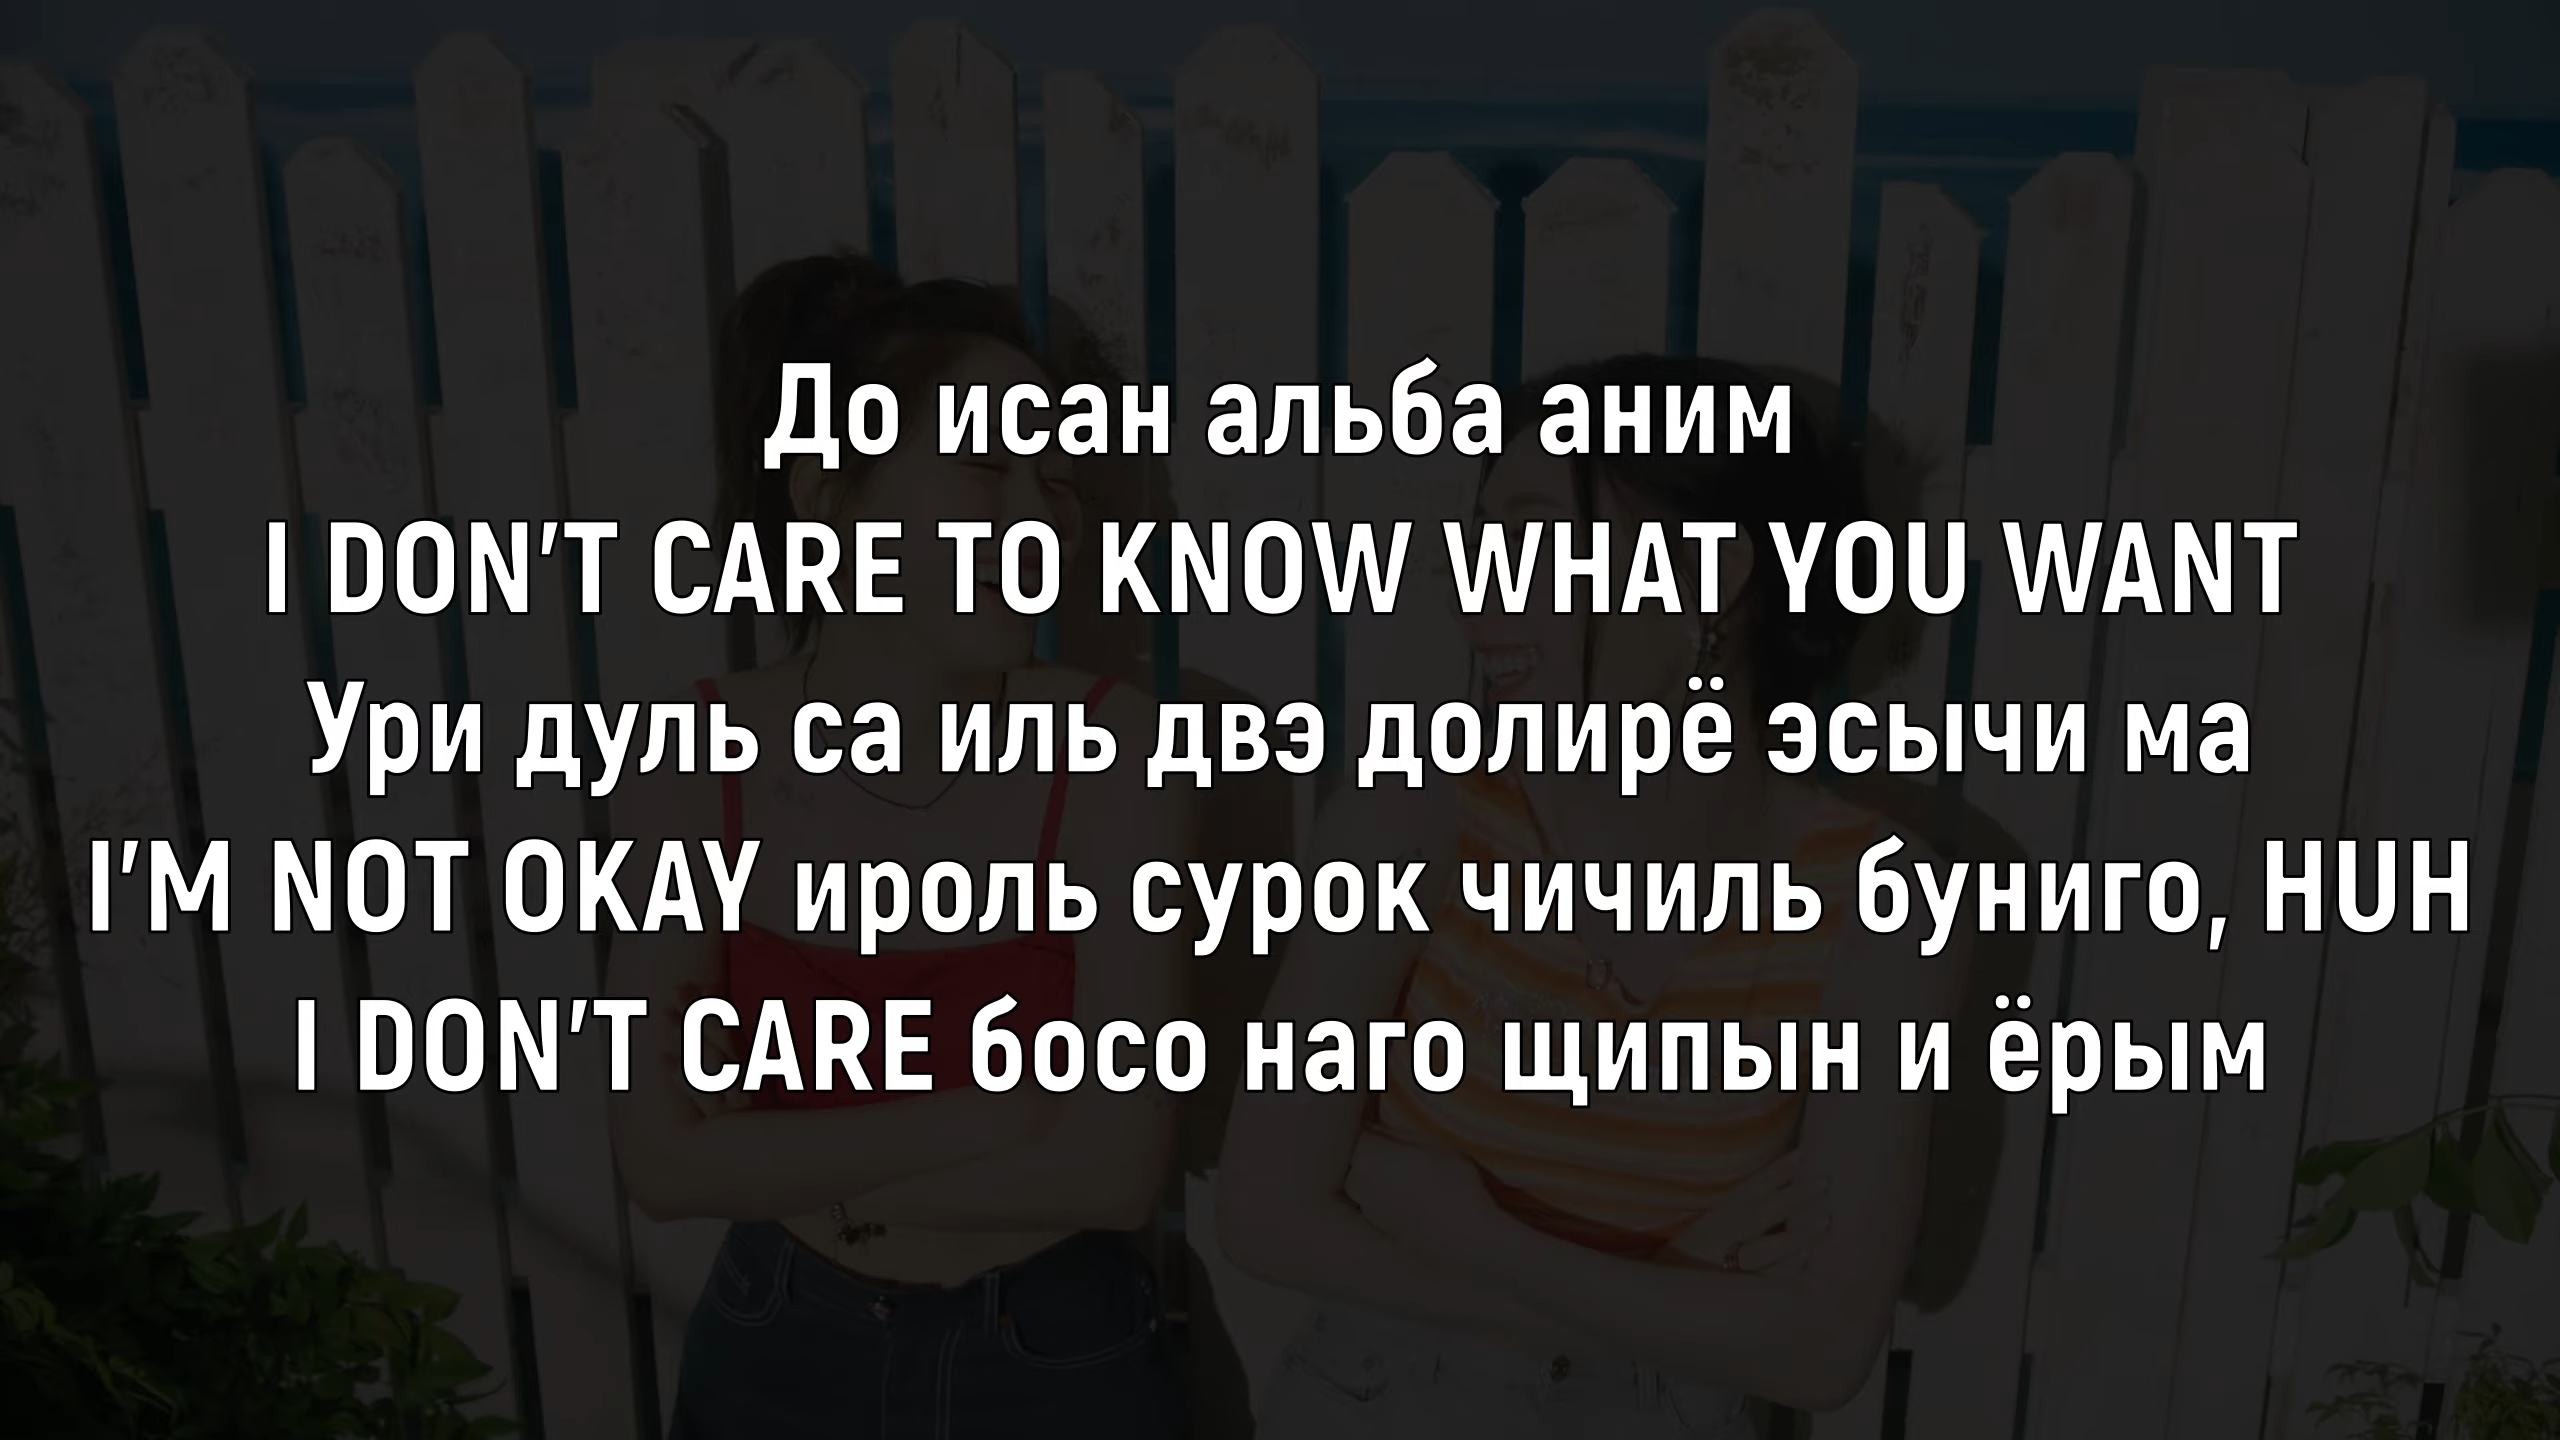 До исан альба аним
I DON'T CARE TO KNOW WHAT YOU WANT
Ури дуль са иль двэ долирё эсычи ма
I'M NOT OKAY ироль сурок чичиль буниго, HUH
I DON'T CARE босо наго щипын и ёрым